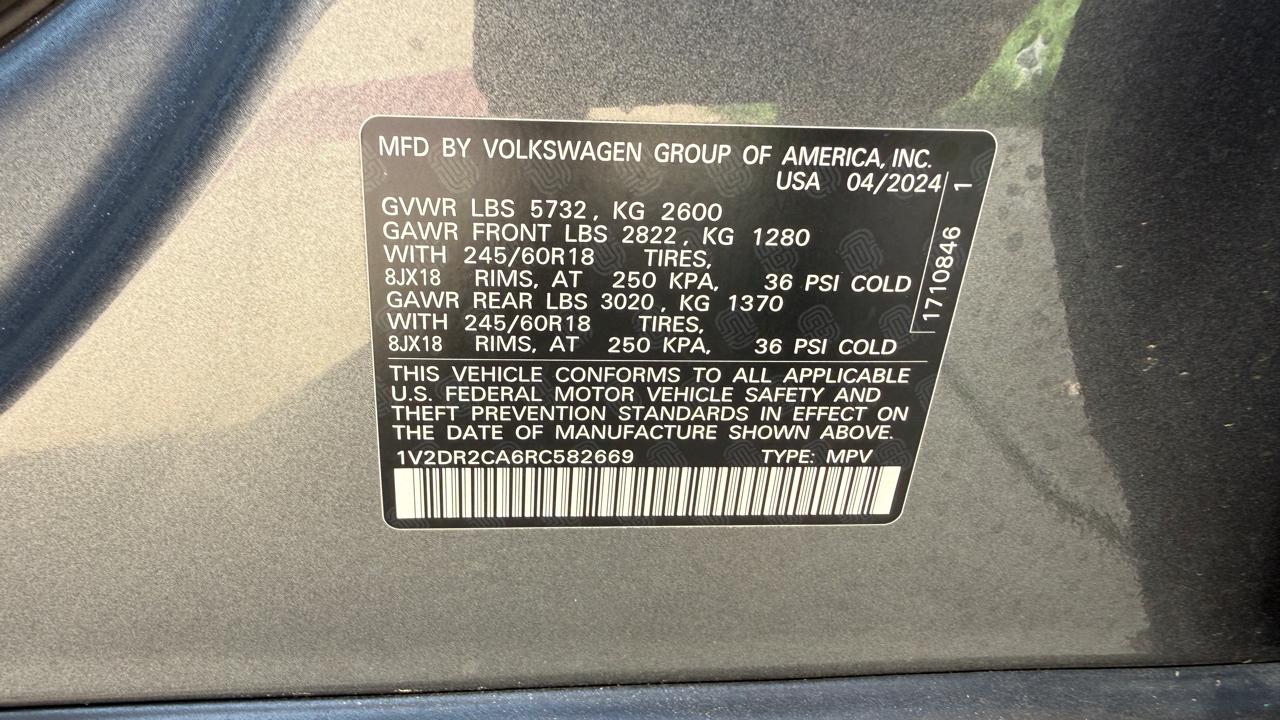 MFD BY VOLKSWAGEN GROUP OF AMERICA, INC.
USA 04/2024
GVWR LBS 5732, KG 2600
GAWR FRONT LBS 2822, KG 1280
WITH 245/60R18 TIRES,
8JX18 RIMS, AT 250 KPA, 36 PSI COLD
GAWR REAR LBS 3020, KG 1370
WITH 245/60R18 TIRES,
8JX18 RIMS, AT 250 KPA, 36 PSI COLD
1710846 1
THIS VEHICLE CONFORMS TO ALL APPLICABLE
U.S. FEDERAL MOTOR VEHICLE SAFETY AND
THEFT PREVENTION STANDARDS IN EFFECT ON
THE DATE OF MANUFACTURE SHOWN ABOVE.
1V2DR2CA6RC582669 TYPE: MPV